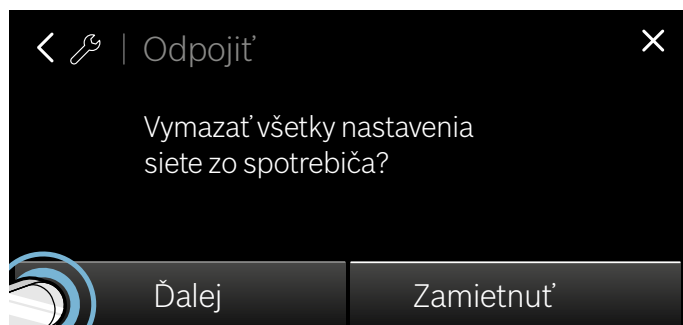 Odpojiť
Vymazať všetky nastavenia
siete zo spotrebiča?
Ďalej
Zamietnuť